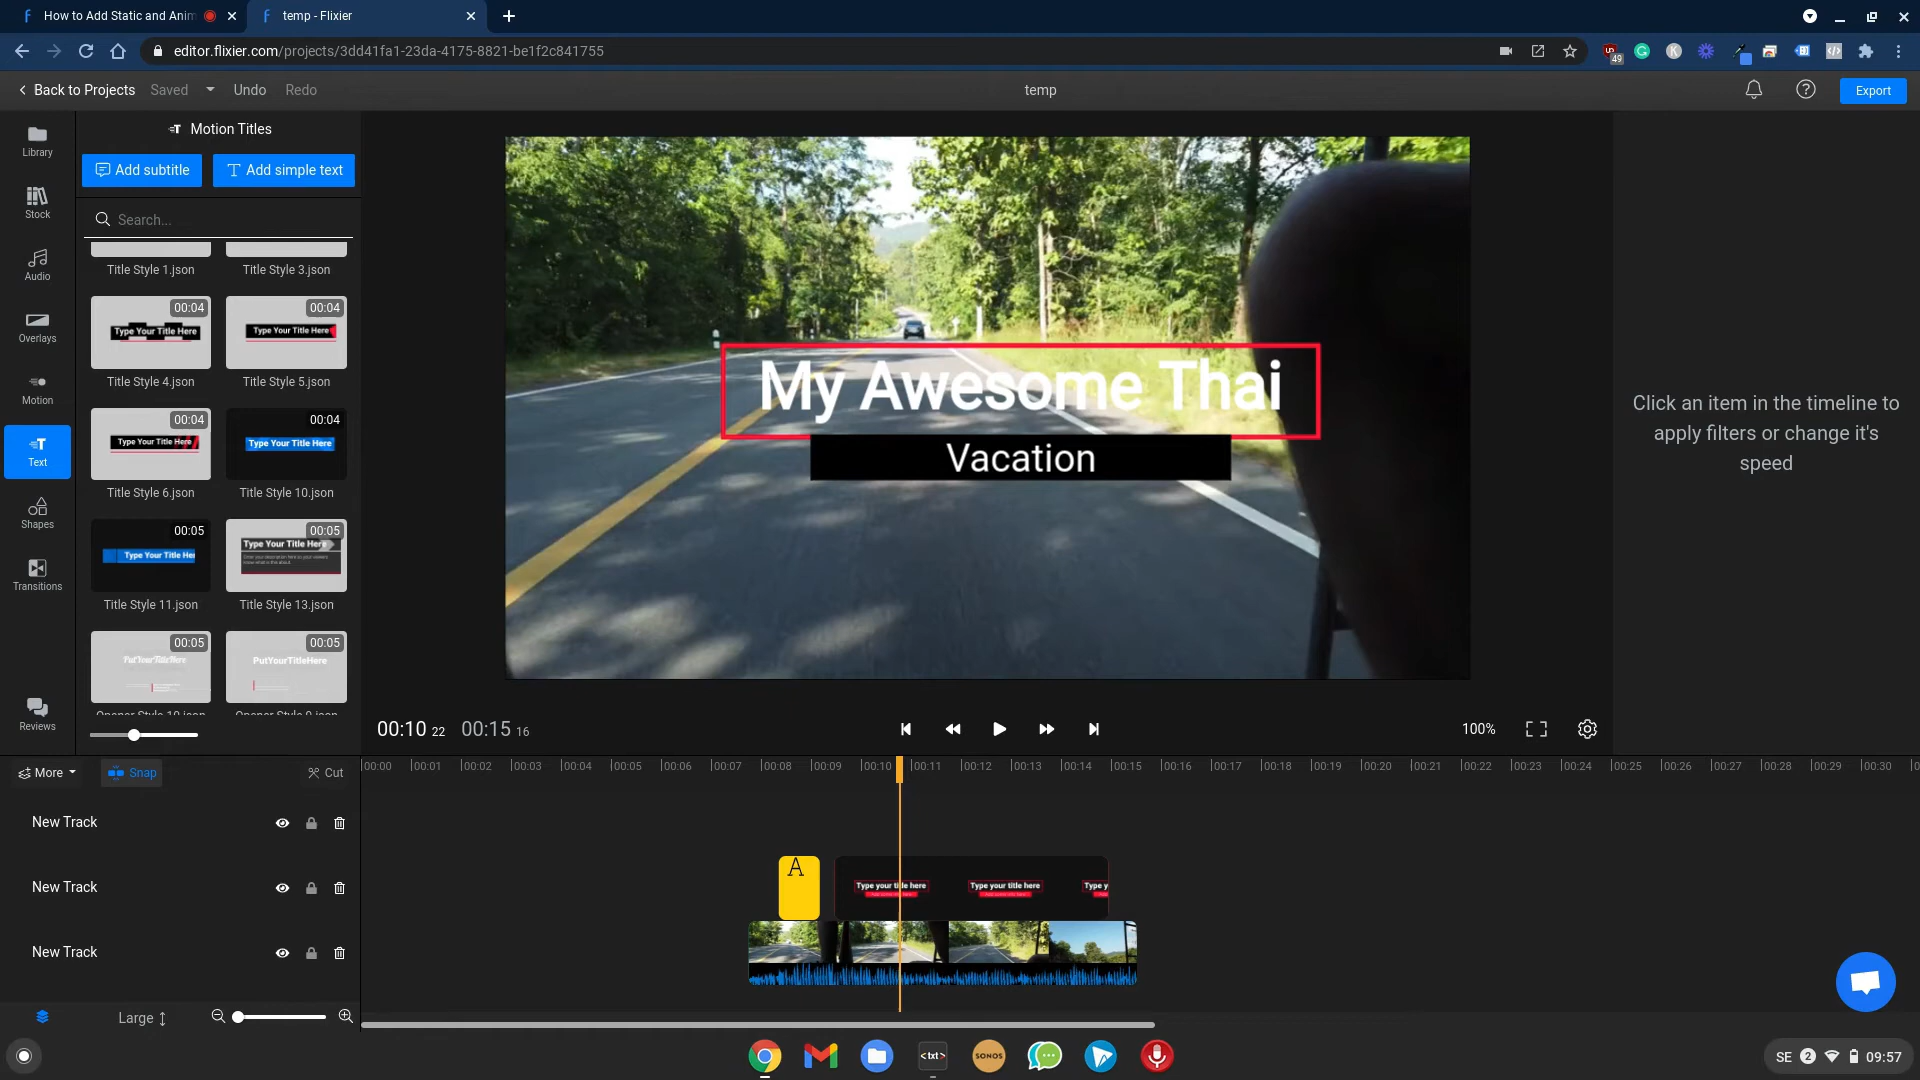 How to Add Static and Anim
temp - Flixier
editor.flixier.com/projects/3dd41fa1-23da-4175-8821-be1f2c841755
49
Back to Projects
Saved
Undo
Redo
temp
Export
Library
Stock
Audio
Overlays
Motion
Text
Shapes
Transitions
Reviews
Motion Titles
Add subtitle
Add simple text
Search...
Title Style 1.json
Title Style 3.json
00:04
Type Your Title Here
00:04
Type Your Title Here
Title Style 4.json
Title Style 5.json
00:04
Type Your Title Here
00:04
Type Your Title Here
Title Style 6.json
Title Style 10.json
00:05
Type Your Title Her
00:05
Type Your Title Here
Title Style 11.json
Title Style 13.json
00:05
PutYourTitleHere
00:05
PutYourTitleHere
My Awesome Thai
Vacation
Click an item in the timeline to
apply filters or change it's
speed
00:10 22
00:15 16
100%
More
Snap
Cut
00:00
00:01
00:02
00:03
00:04
00:05
00:06
00:07
00:08
00:09
00:10
00:11
00:12
00:13
00:14
00:15
00:16
00:17
00:18
00:19
00:20
00:21
00:22
00:23
00:24
00:25
00:26
00:27
00:28
00:29
00:30
New Track
New Track
New Track
A
Type your title here
Type your title here
Type y
Large
<txt>
SONOS
SE
2
09:57